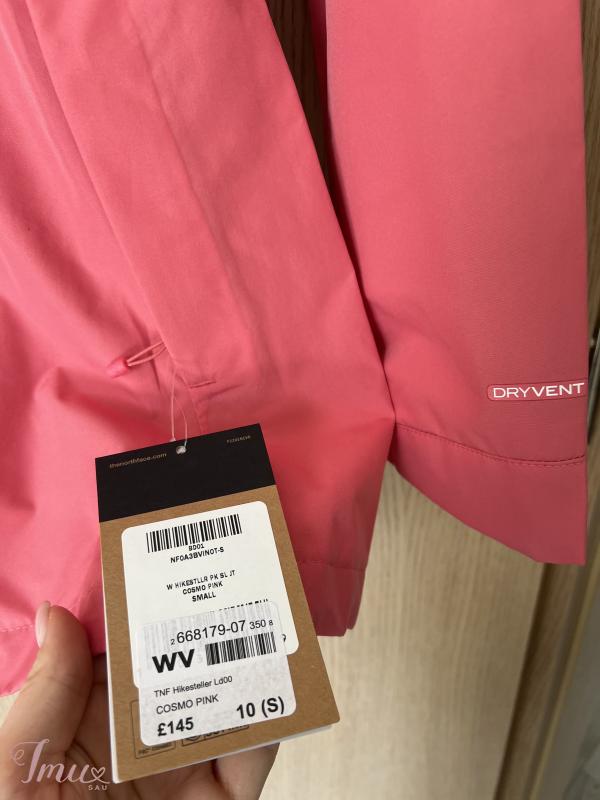 DRYVENT
thenorthface.com
8D01
NF0A3BVIN0T-S
W HIKESTLLR PK SL JT
COSMO PINK
SMALL
2 668179-07 350 8
WV
TNF Hikesteller Ld00
COSMO PINK
£145 10 (S)
Imu
SAU